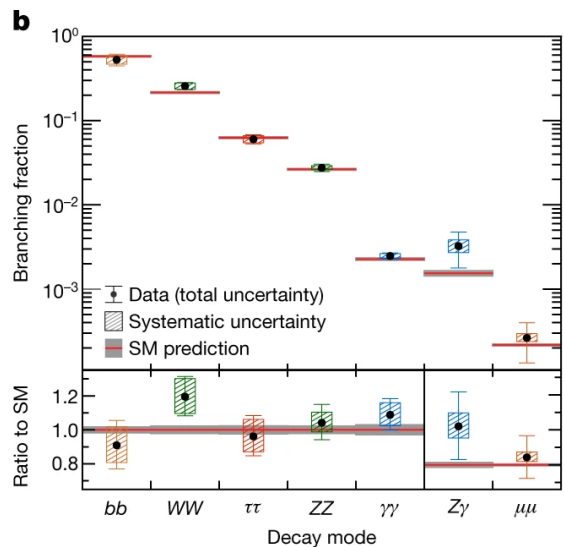 b
Branching fraction
10⁰
10⁻¹
10⁻²
10⁻³
Data (total uncertainty)
Systematic uncertainty
SM prediction
Ratio to SM
1.2
1.0
0.8
bb WW ττ ZZ γγ Zγ μμ
Decay mode